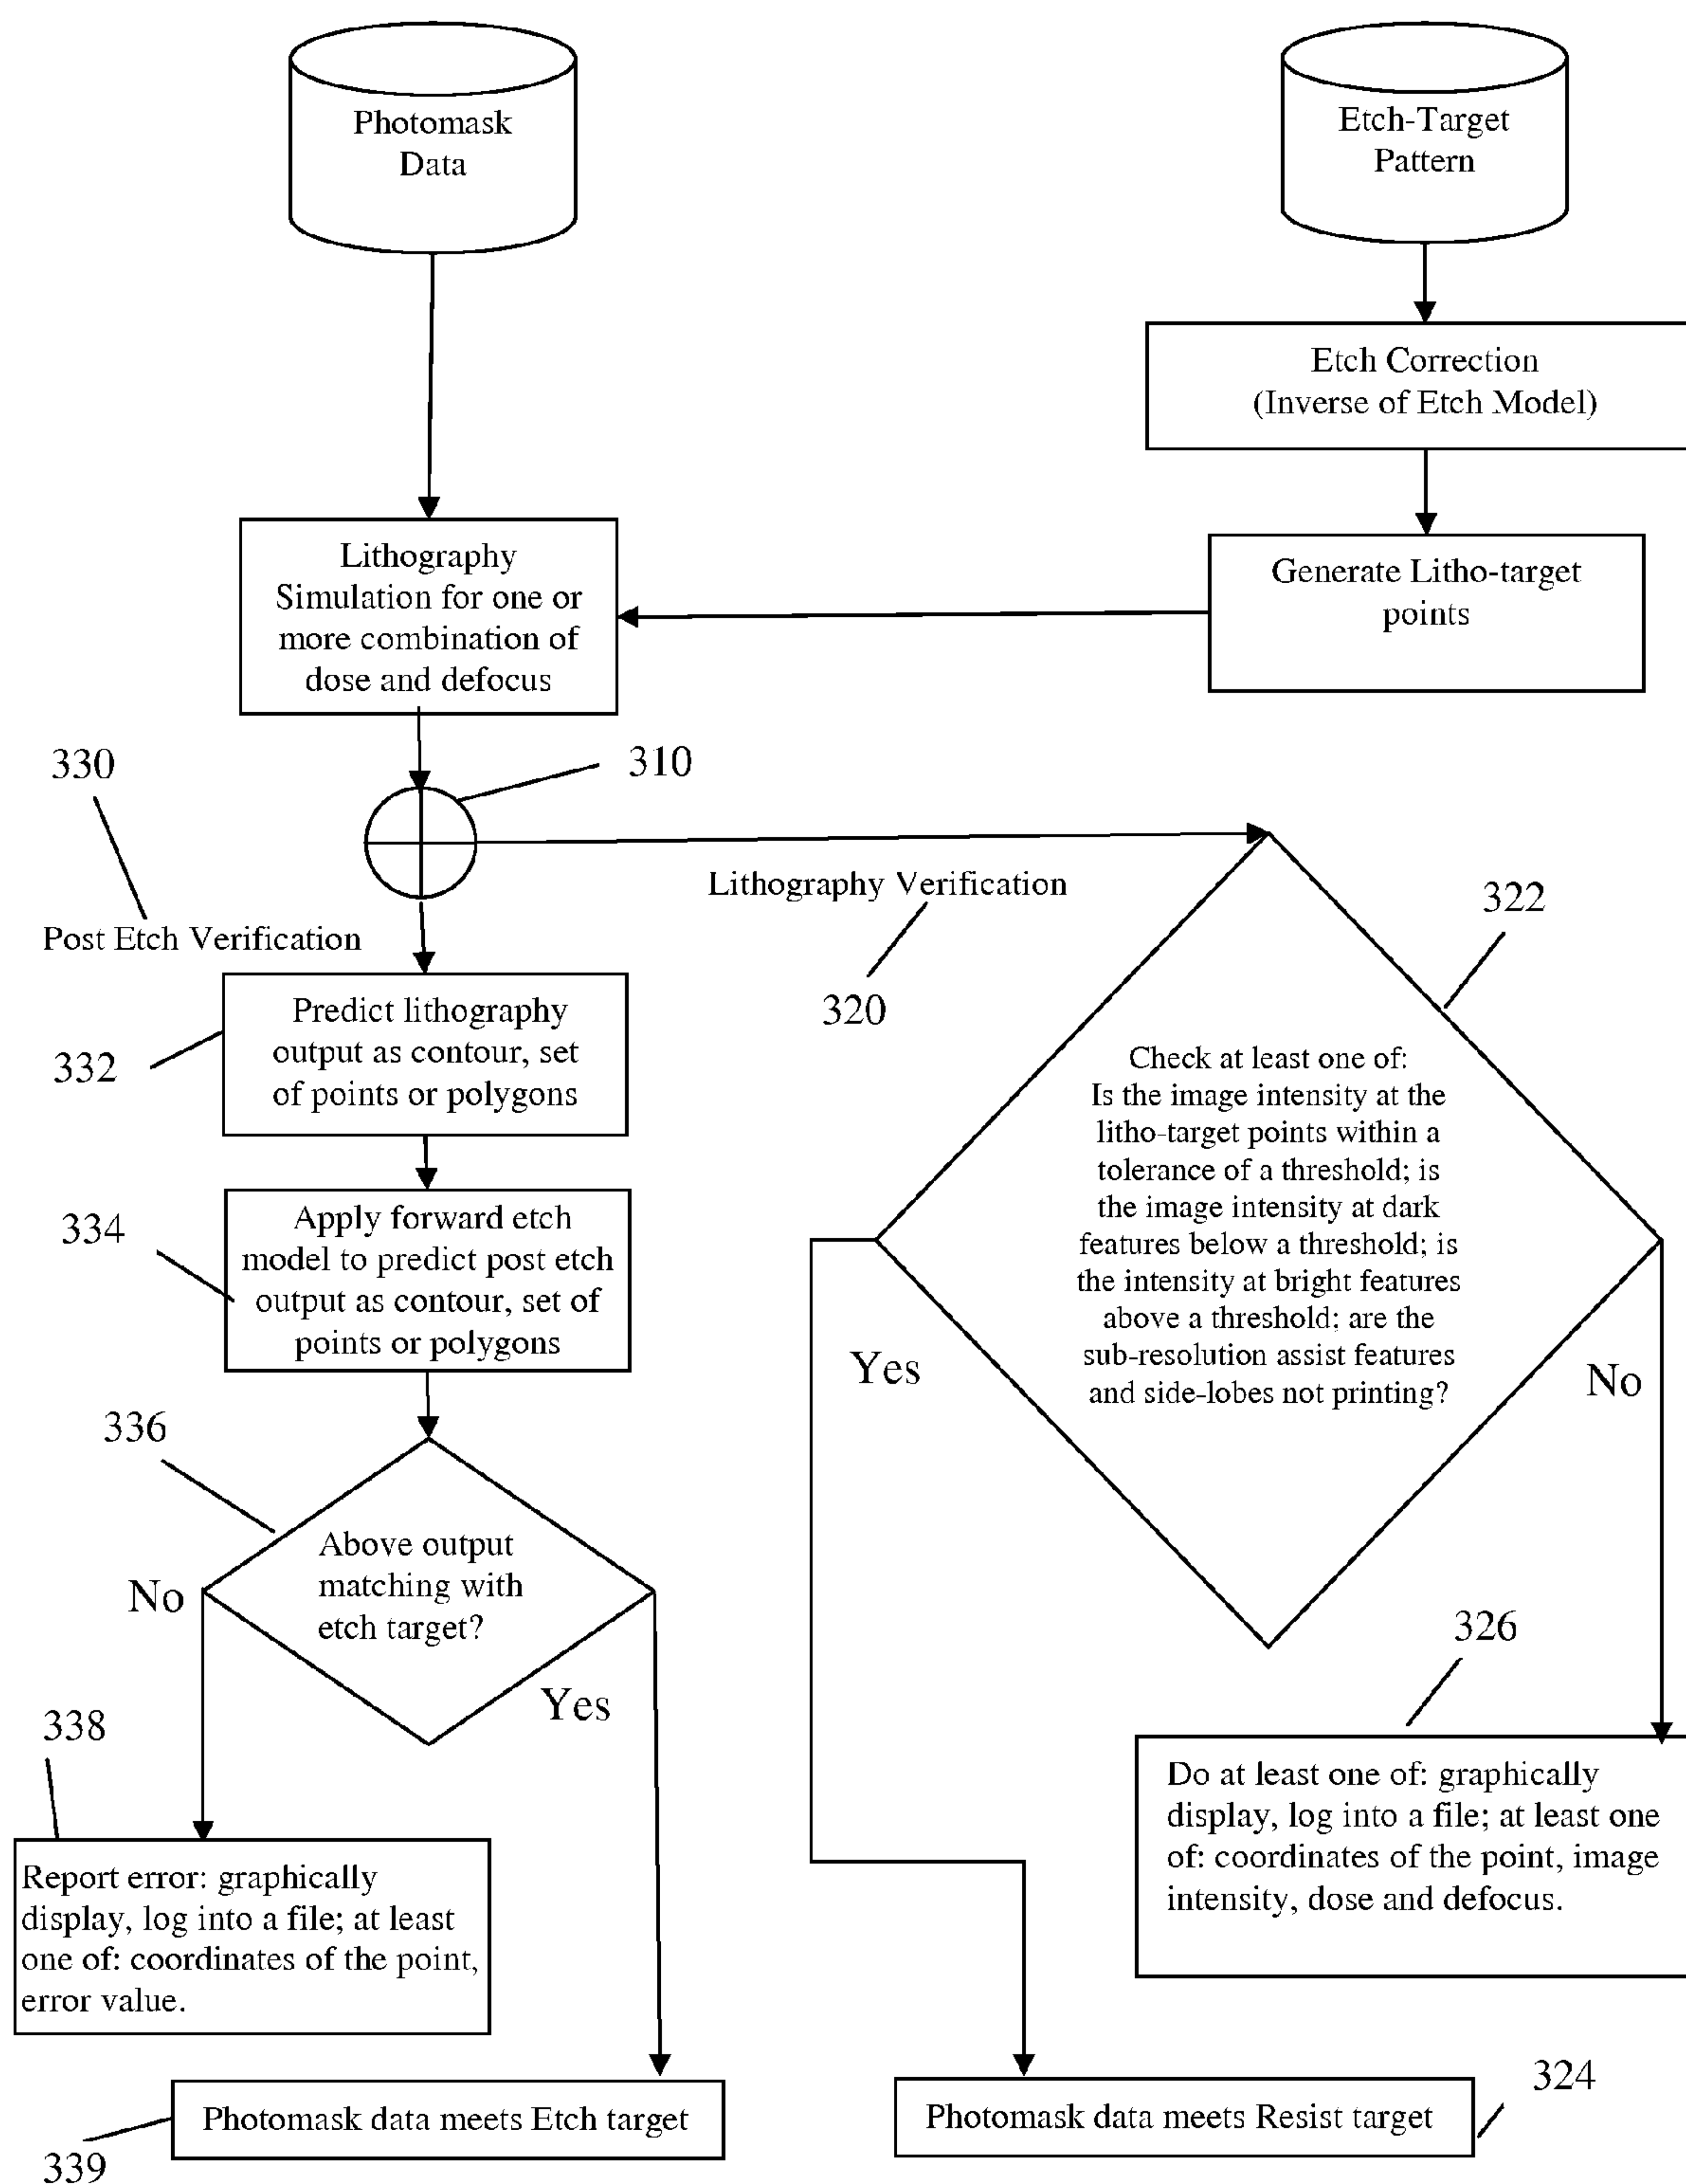 Photomask
Data
Etch-Target
Pattern
Etch Correction
(Inverse of Etch Model)
Lithography
Simulation for one or
more combination of
dose and defocus
Generate Litho-target
points
330
310
Post Etch Verification
Lithography Verification
320
322
332
Predict lithography
output as contour, set
of points or polygons
Check at least one of:
Is the image intensity at the
litho-target points within a
tolerance of a threshold; is
the image intensity at dark
features below a threshold; is
the intensity at bright features
above a threshold; are the
sub-resolution assist features
and side-lobes not printing?
334
Apply forward etch
model to predict post etch
output as contour, set of
points or polygons
Yes
No
336
Above output
matching with
etch target?
No
Yes
326
338
Do at least one of: graphically
display, log into a file; at least one
of: coordinates of the point, image
intensity, dose and defocus.
Report error: graphically
display, log into a file; at least
one of: coordinates of the point,
error value.
324
Photomask data meets Etch target
Photomask data meets Resist target
339